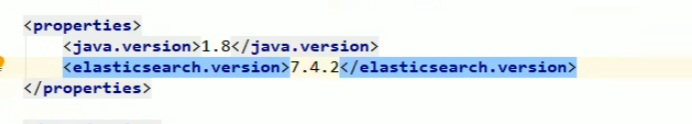 <properties>
<java.version>1.8</java.version>
<elasticsearch.version>7.4.2</elasticsearch.version>
</properties>